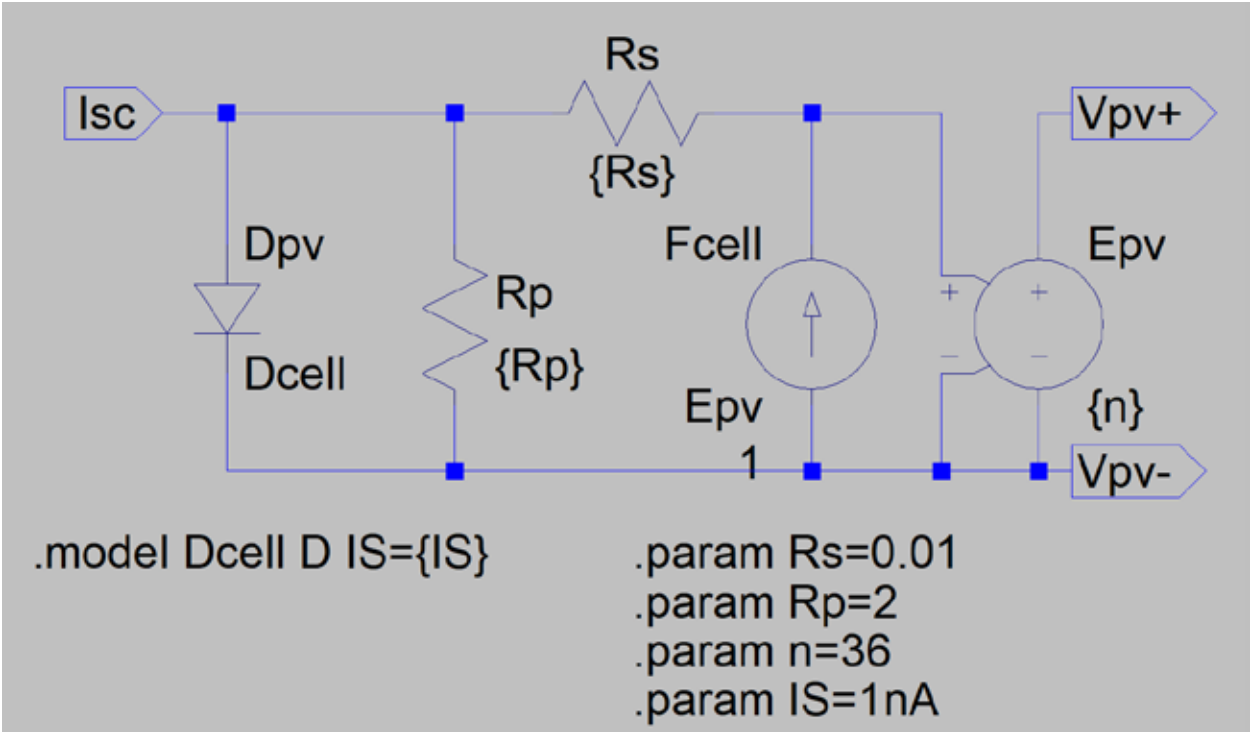 Rs
Isc
Vpv+
{Rs}
Dpv
Fcell
Epv
+
+
Rp
–
–
Dcell
{Rp}
Epv
{n}
1
Vpv-
.model Dcell D IS={IS}
.param Rs=0.01
.param Rp=2
.param n=36
.param IS=1nA